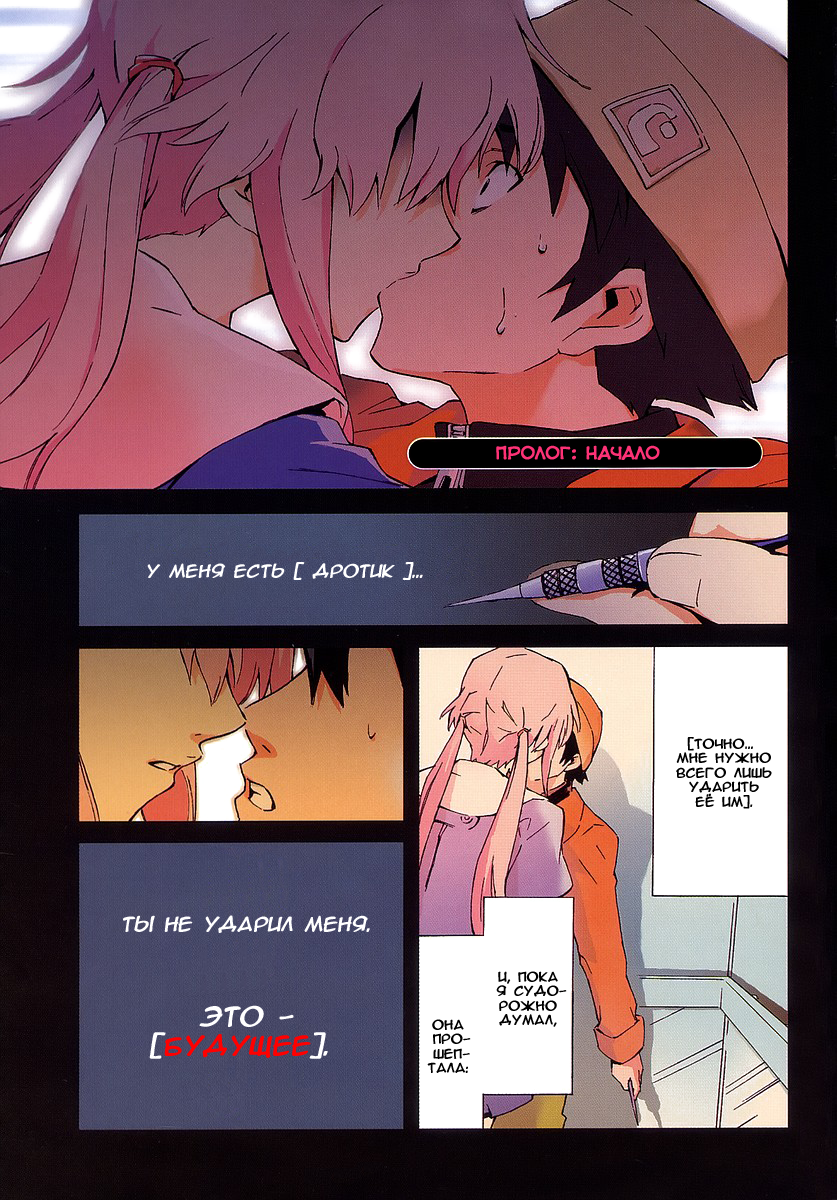 ПРОЛОГ: НАЧАЛО
У МЕНЯ ЕСТЬ [ ДРОТИК ]...
[ТОЧНО...
МНЕ НУЖНО
ВСЕГО ЛИШЬ
УДАРИТЬ
ЕЁ ИМ].
И, ПОКА
Я СУДО-
РОЖНО
ДУМАЛ,
ОНА
ПРО-
ШЕП-
ТАЛА:
ТЫ НЕ УДАРИЛ МЕНЯ.
ЭТО -
[БУДУЩЕЕ].